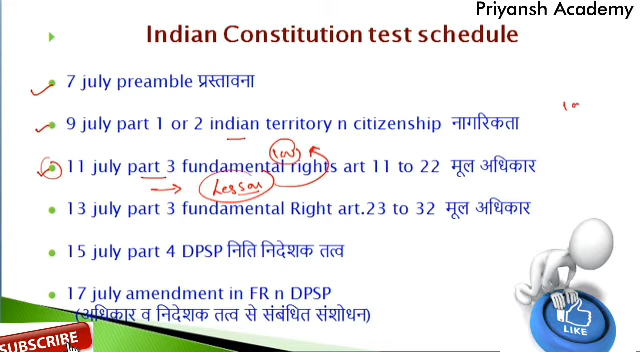 Priyansh Academy
Indian Constitution test schedule
7 july preamble प्रस्तावना
9 july part 1 or 2 indian territory n citizenship नागरिकता
11 july part 3 fundamental rights art 11 to 22 मूल अधिकार
Lesson
13 july part 3 fundamental Right art.23 to 32 मूल अधिकार
15 july part 4 DPSP निति निदेशक तत्व
17 july amendment in FR n DPSP
(अधिकार व निदेशक तत्व से संबंधित संशोधन)
SUBSCRIBE
LIKE